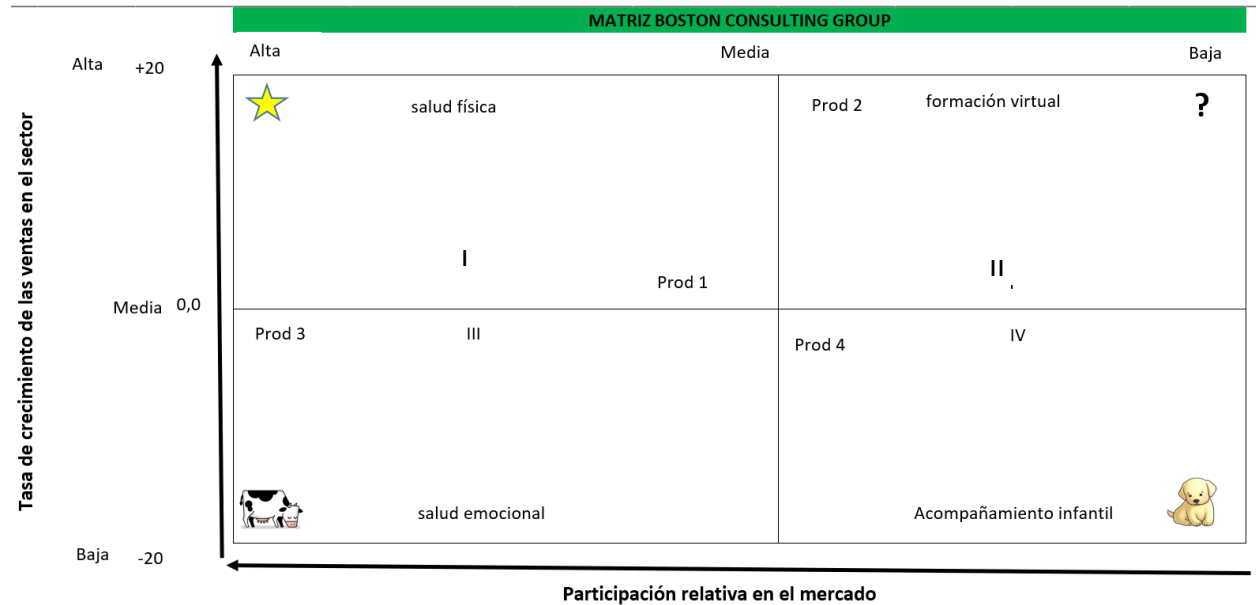 MATRIZ BOSTON CONSULTING GROUP
Alta
Media
Baja
Alta
+20
salud física
Prod 2
formación virtual
?
I
II
Prod 1
Media
0,0
Prod 3
III
Prod 4
IV
salud emocional
Acompañamiento infantil
Baja
-20
Tasa de crecimiento de las ventas en el sector
Participación relativa en el mercado